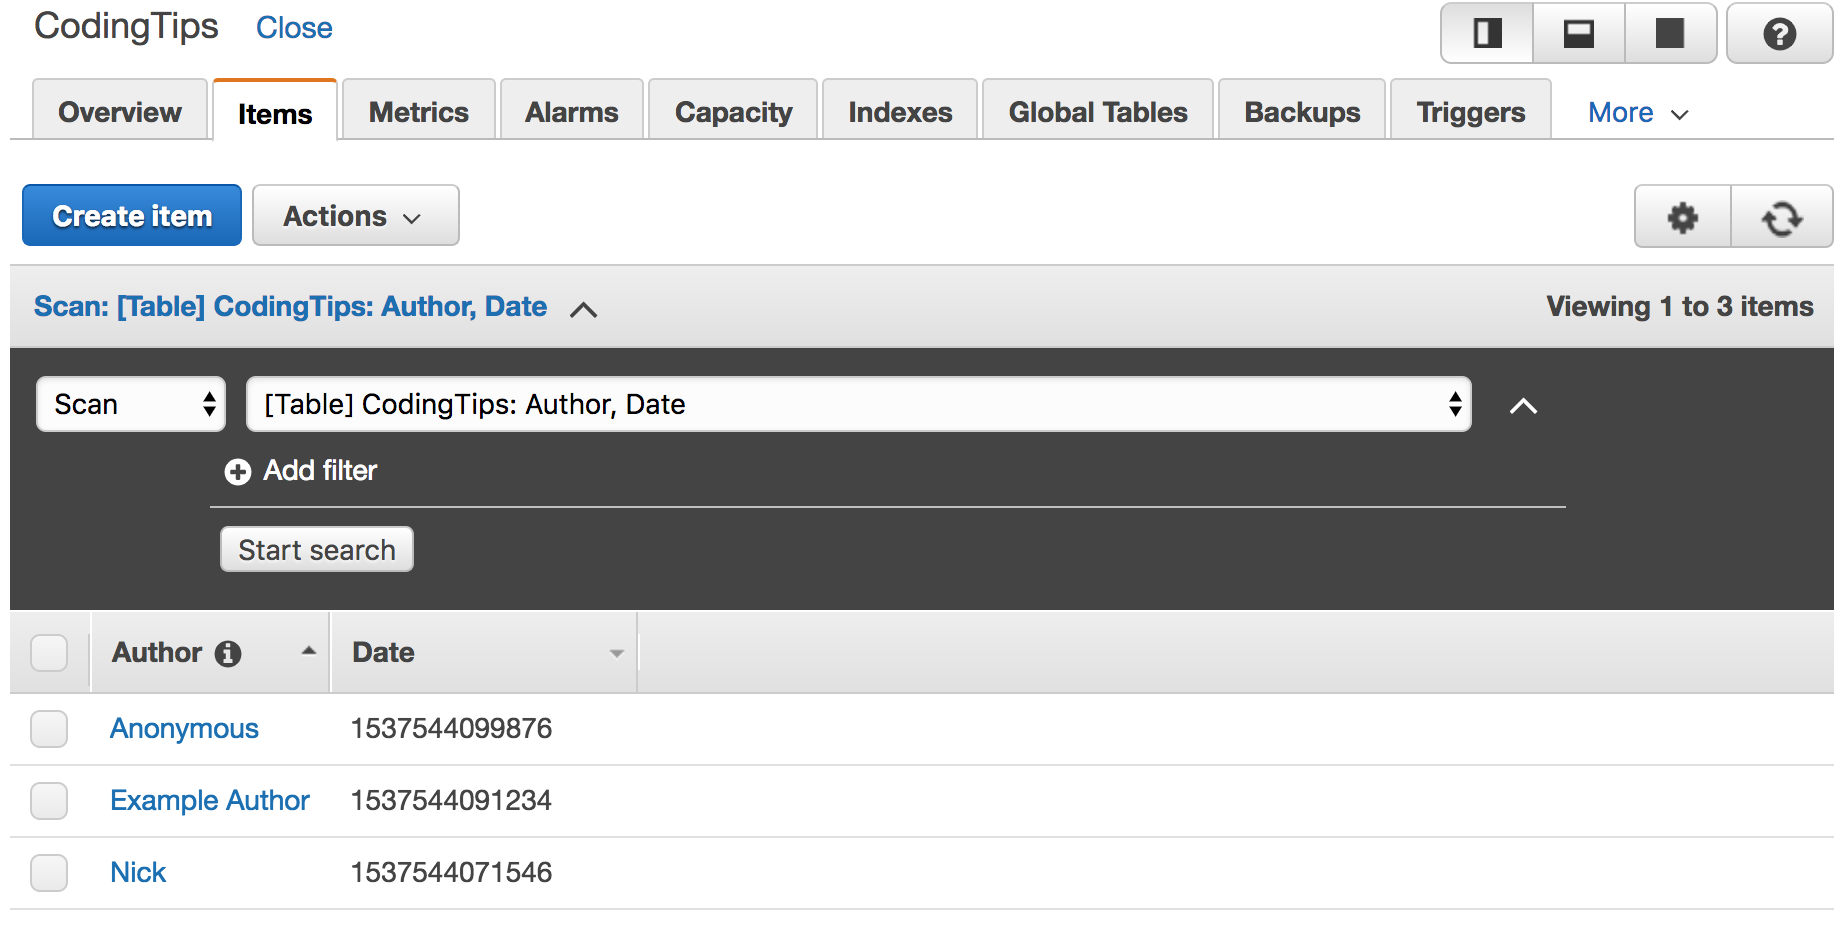 CodingTips Close
Overview Items Metrics Alarms Capacity Indexes Global Tables Backups Triggers More
Create item Actions
Scan: [Table] CodingTips: Author, Date Viewing 1 to 3 items
Scan [Table] CodingTips: Author, Date
Add filter
Start search
Author Date
Anonymous 1537544099876
Example Author 1537544091234
Nick 1537544071546